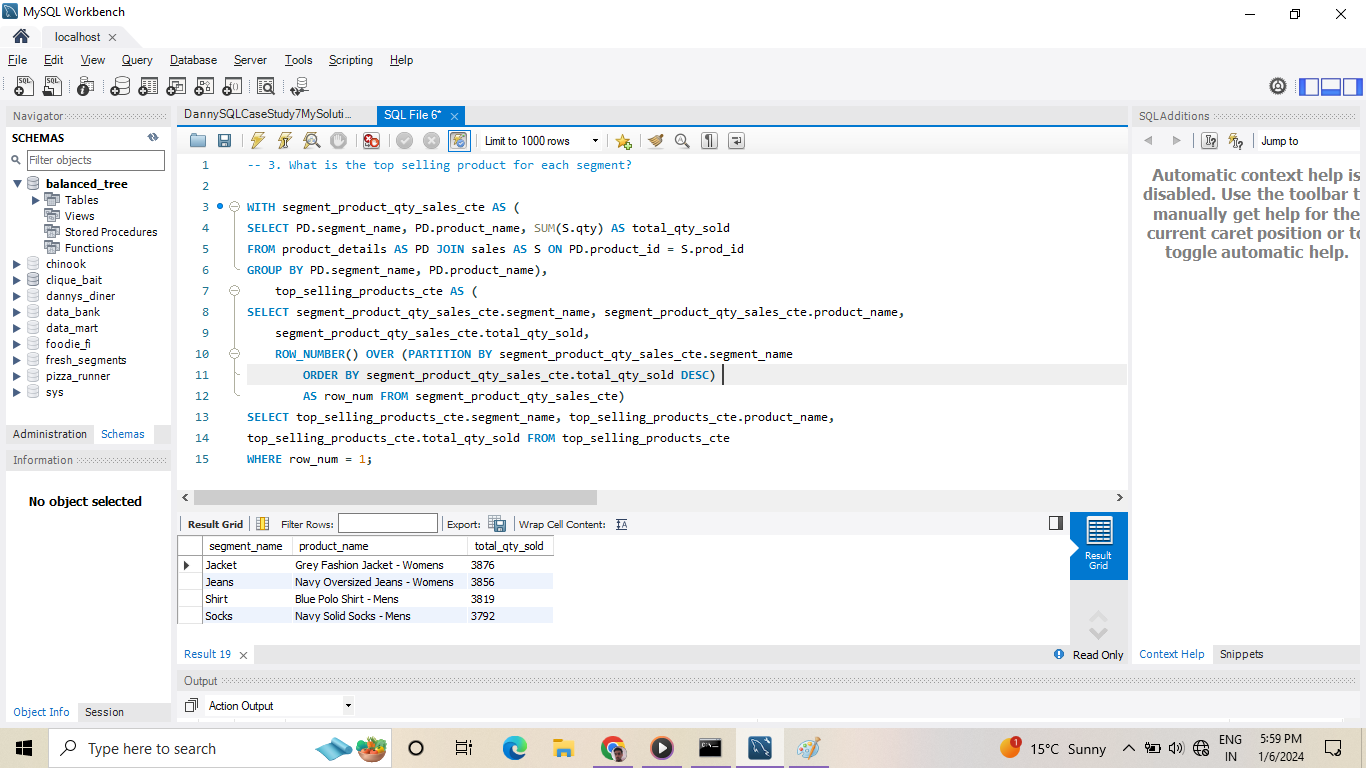 MySQL Workbench
localhost
File Edit View Query Database Server Tools Scripting Help
Navigator
SCHEMAS
Filter objects
balanced_tree
Tables
Views
Stored Procedures
Functions
chinook
clique_bait
dannys_diner
data_bank
data_mart
foodie_fi
fresh_segments
pizza_runner
sys
Administration Schemas
Information
No object selected
Object Info Session
DannySQLCaseStudy7MySoluti... SQL File 6*
Limit to 1000 rows
1 -- 3. What is the top selling product for each segment?
2
3 WITH segment_product_qty_sales_cte AS (
4 SELECT PD.segment_name, PD.product_name, SUM(S.qty) AS total_qty_sold
5 FROM product_details AS PD JOIN sales AS S ON PD.product_id = S.prod_id
6 GROUP BY PD.segment_name, PD.product_name),
7 top_selling_products_cte AS (
8 SELECT segment_product_qty_sales_cte.segment_name, segment_product_qty_sales_cte.product_name,
9 segment_product_qty_sales_cte.total_qty_sold,
10 ROW_NUMBER() OVER (PARTITION BY segment_product_qty_sales_cte.segment_name
11 ORDER BY segment_product_qty_sales_cte.total_qty_sold DESC)
12 AS row_num FROM segment_product_qty_sales_cte)
13 SELECT top_selling_products_cte.segment_name, top_selling_products_cte.product_name,
14 top_selling_products_cte.total_qty_sold FROM top_selling_products_cte
15 WHERE row_num = 1;
Result Grid Filter Rows: Export: Wrap Cell Content:
segment_name product_name total_qty_sold
Jacket Grey Fashion Jacket - Womens 3876
Jeans Navy Oversized Jeans - Womens 3856
Shirt Blue Polo Shirt - Mens 3819
Socks Navy Solid Socks - Mens 3792
Result
Grid
Result 19
Read Only
Output
Action Output
SQLAdditions
Jump to
Automatic context help is
disabled. Use the toolbar t
manually get help for the
current caret position or to
toggle automatic help.
Context Help Snippets
Type here to search
1
15°C Sunny
ENG
IN
5:59 PM
1/6/2024